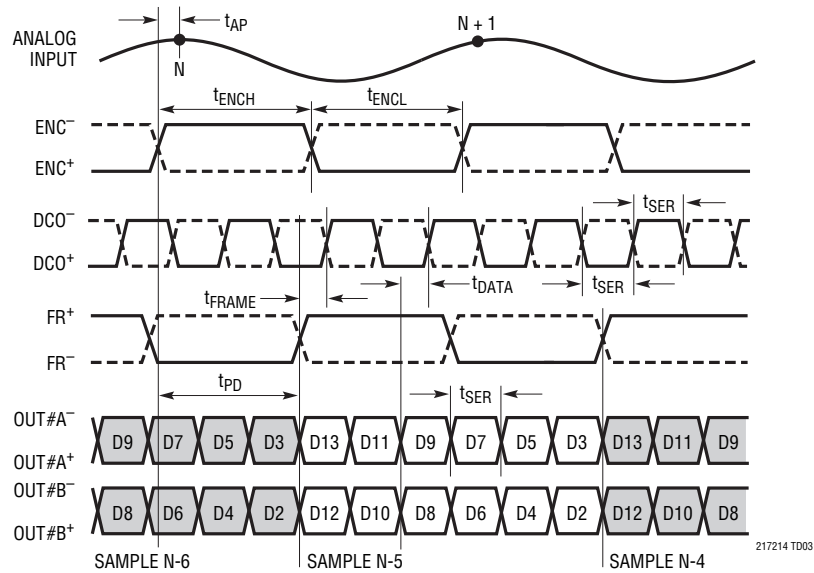 tAP
ANALOG
INPUT
N
N + 1
tENCH
tENCL
ENC–
ENC+
DCO–
DCO+
tSER
tFRAME
tDATA
tSER
FR+
FR–
tPD
tSER
OUT#A–
OUT#A+
D9 D7 D5 D3 D13 D11 D9 D7 D5 D3 D13 D11 D9
OUT#B–
OUT#B+
D8 D6 D4 D2 D12 D10 D8 D6 D4 D2 D12 D10 D8
SAMPLE N-6
SAMPLE N-5
SAMPLE N-4
217214 TD03